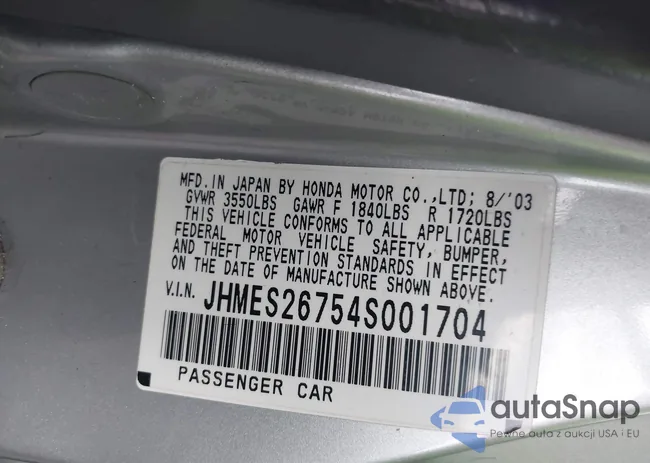 MFD. IN JAPAN BY HONDA MOTOR CO.,LTD; 8/'03
GVWR 3550LBS GAWR F 1840LBS R 1720LBS
THIS VEHICLE CONFORMS TO ALL APPLICABLE
FEDERAL MOTOR VEHICLE SAFETY, BUMPER,
AND THEFT PREVENTION STANDARDS IN EFFECT
ON THE DATE OF MANUFACTURE SHOWN ABOVE.
V.I.N. JHMES26754S001704
PASSENGER CAR
autaSnap
Pewne auta z aukcji USA i EU